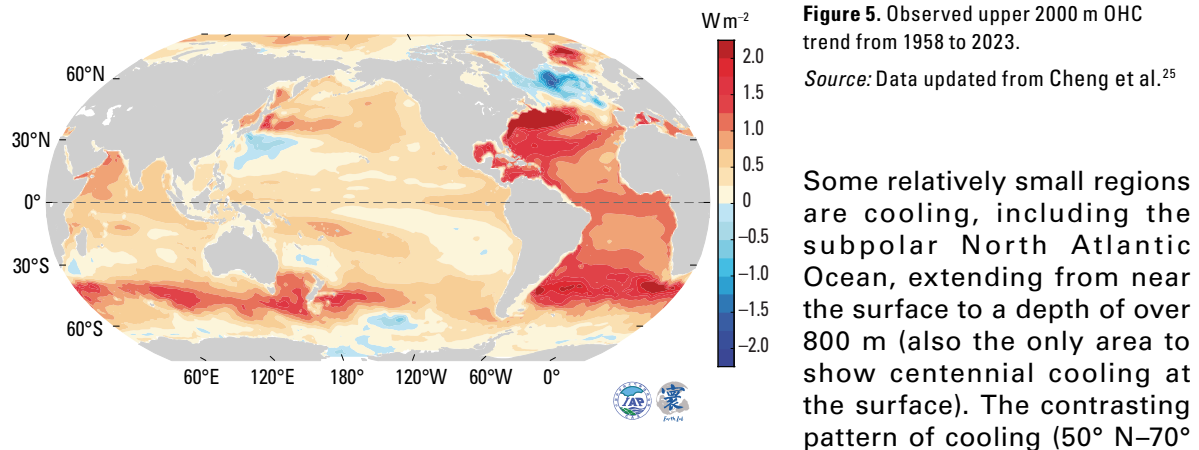 W m⁻²
2.0
1.5
1.0
0.5
0
–0.5
–1.0
–1.5
–2.0
60°N
30°N
0°
30°S
60°S
60°E 120°E 180° 120°W 60°W 0°
IAP
Figure 5. Observed upper 2000 m OHC
trend from 1958 to 2023.
Source: Data updated from Cheng et al.²⁵
Some relatively small regions
are cooling, including the
subpolar North Atlantic
Ocean, extending from near
the surface to a depth of over
800 m (also the only area to
show centennial cooling at
the surface). The contrasting
pattern of cooling (50° N–70°